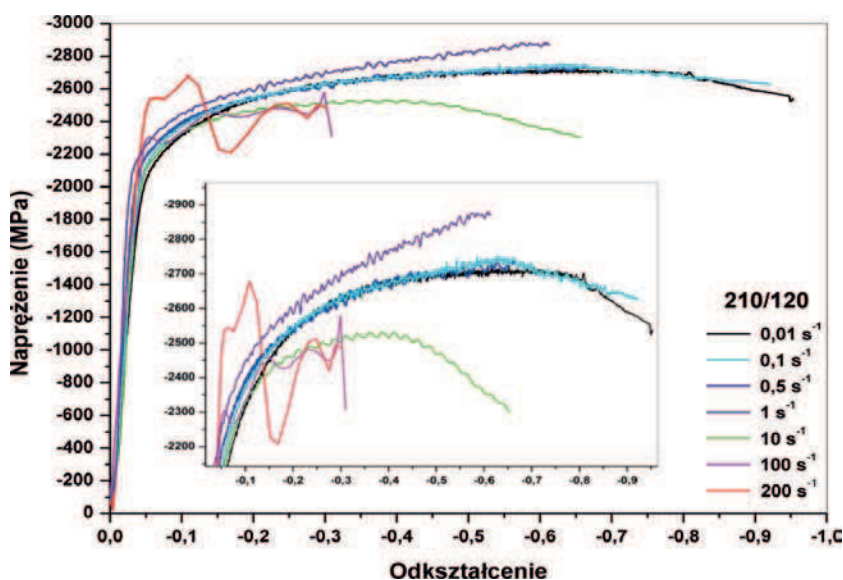 Naprężenie (MPa)
-3000
-2800
-2600
-2400
-2200
-2000
-1800
-1600
-1400
-1200
-1000
-800
-600
-400
-200
0
-2900
-2800
-2700
-2600
-2500
-2400
-2300
-2200
-0,1 -0,2 -0,3 -0,4 -0,5 -0,6 -0,7 -0,8 -0,9
210/120
0,01 s⁻¹
0,1 s⁻¹
0,5 s⁻¹
1 s⁻¹
10 s⁻¹
100 s⁻¹
200 s⁻¹
0,0 -0,1 -0,2 -0,3 -0,4 -0,5 -0,6 -0,7 -0,8 -0,9 -1,0
Odkształcenie